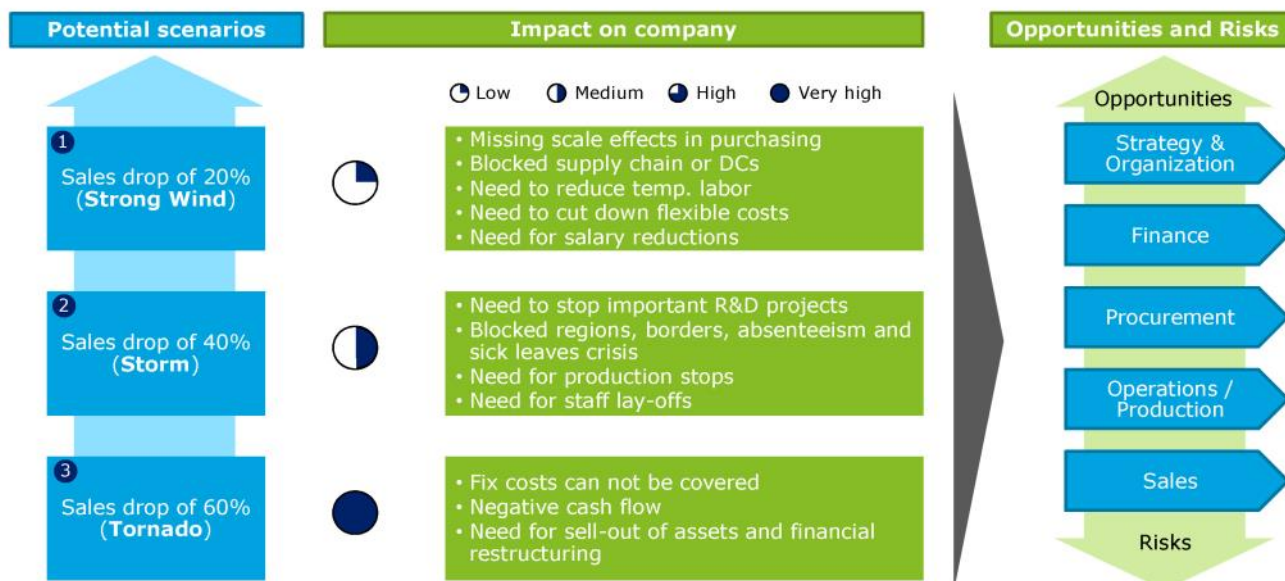 Potential scenarios
Impact on company
Opportunities and Risks
Low
Medium
High
Very high
1
Sales drop of 20%
(Strong Wind)
• Missing scale effects in purchasing
• Blocked supply chain or DCs
• Need to reduce temp. labor
• Need to cut down flexible costs
• Need for salary reductions
2
Sales drop of 40%
(Storm)
• Need to stop important R&D projects
• Blocked regions, borders, absenteeism and
sick leaves crisis
• Need for production stops
• Need for staff lay-offs
3
Sales drop of 60%
(Tornado)
• Fix costs can not be covered
• Negative cash flow
• Need for sell-out of assets and financial
restructuring
Opportunities
Strategy &
Organization
Finance
Procurement
Operations /
Production
Sales
Risks